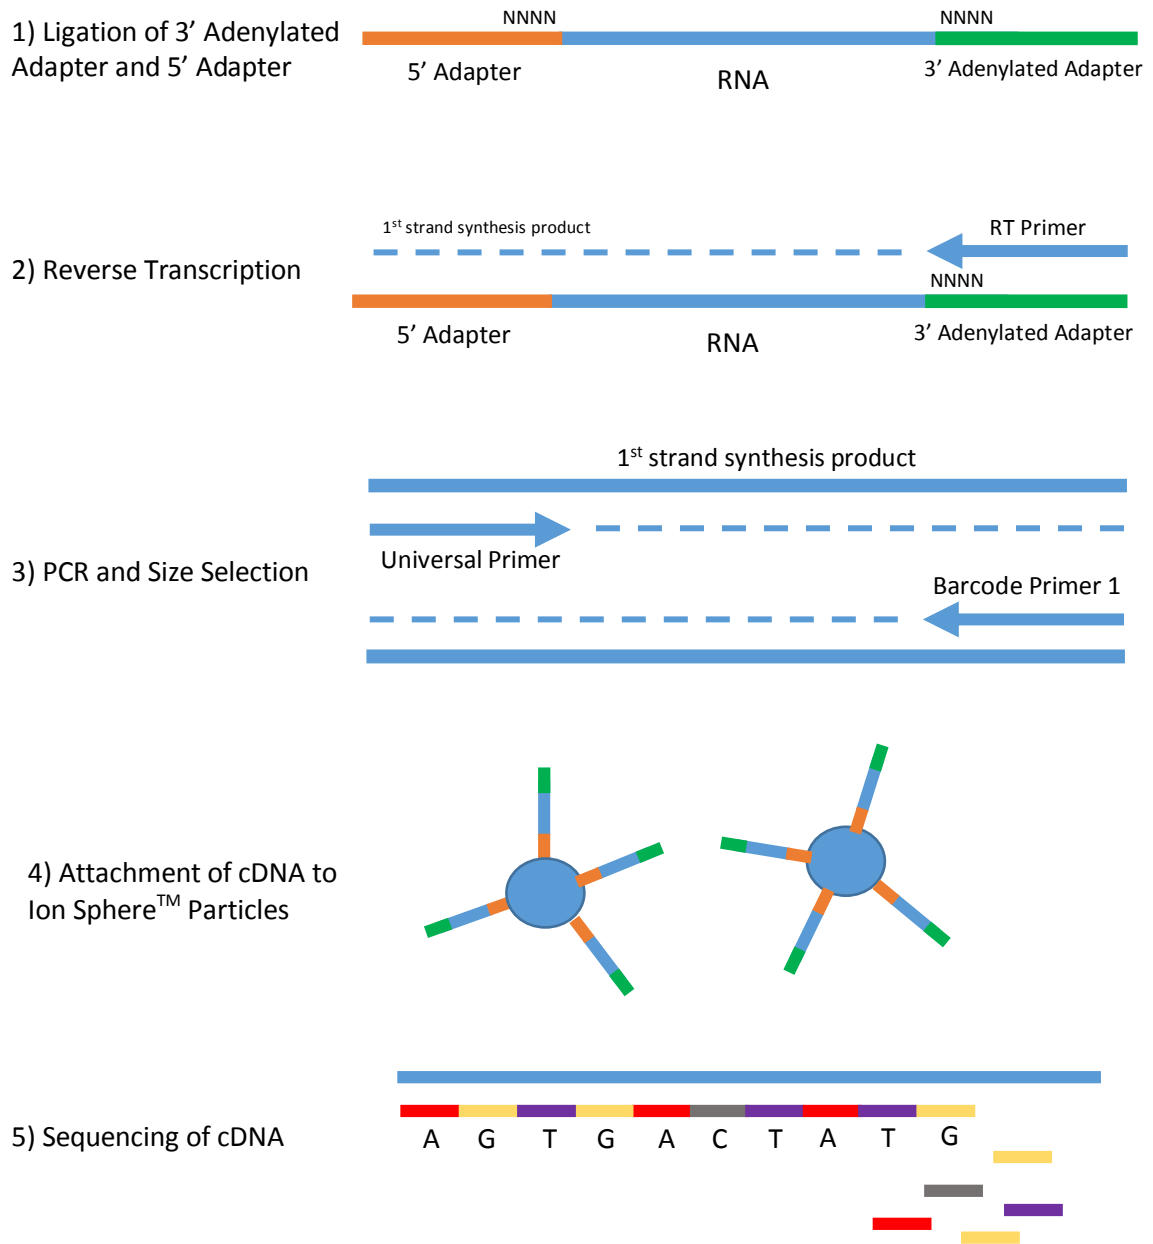 1) Ligation of 3’ Adenylated
Adapter and 5’ Adapter
NNNN
NNNN
5’ Adapter
RNA
3’ Adenylated Adapter
2) Reverse Transcription
1st strand synthesis product
RT Primer
NNNN
5’ Adapter
RNA
3’ Adenylated Adapter
3) PCR and Size Selection
1st strand synthesis product
Universal Primer
Barcode Primer 1
4) Attachment of cDNA to
Ion Sphere™ Particles
5) Sequencing of cDNA
A G T G A C T A T G